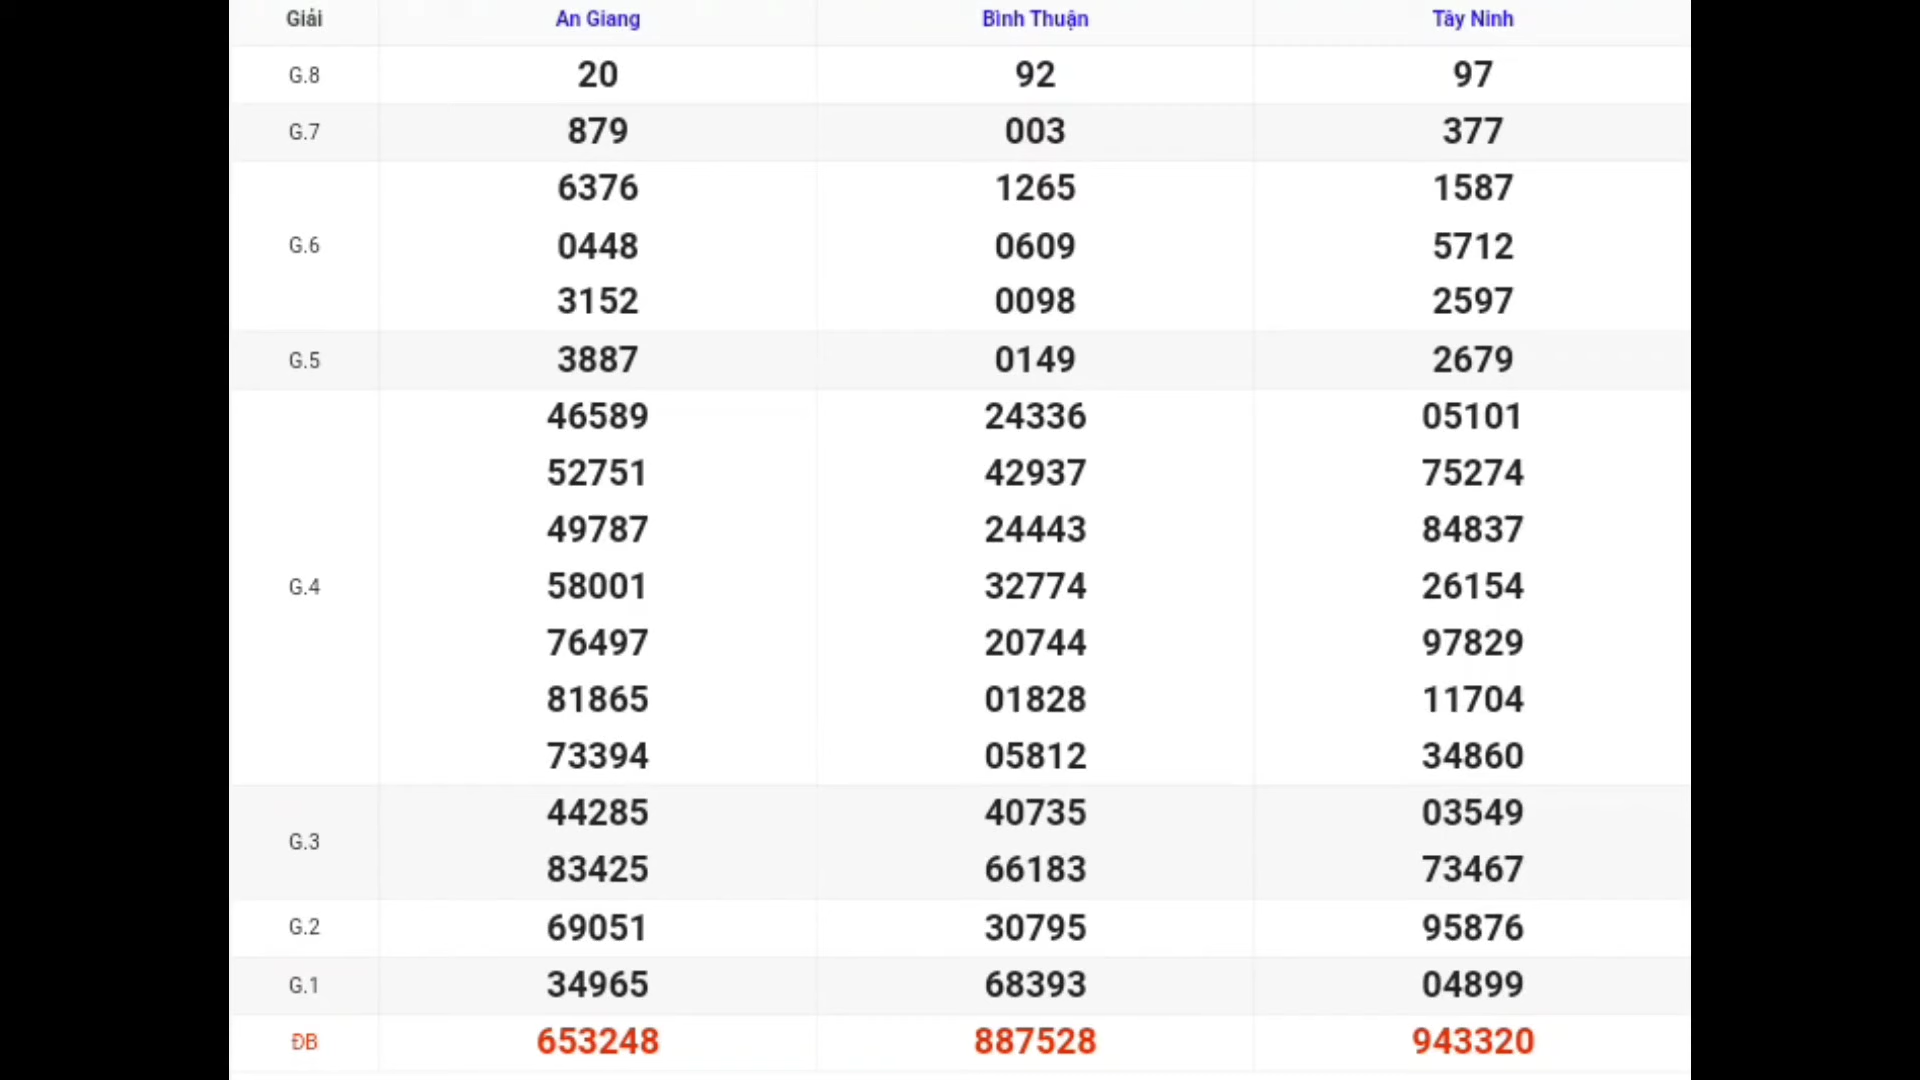 Giải An Giang Bình Thuận Tây Ninh
G.8 20 92 97
G.7 879 003 377
6376 1265 1587
G.6 0448 0609 5712
3152 0098 2597
G.5 3887 0149 2679
46589 24336 05101
52751 42937 75274
49787 24443 84837
G.4 58001 32774 26154
76497 20744 97829
81865 01828 11704
73394 05812 34860
44285 40735 03549
G.3
83425 66183 73467
G.2 69051 30795 95876
G.1 34965 68393 04899
ĐB 653248 887528 943320